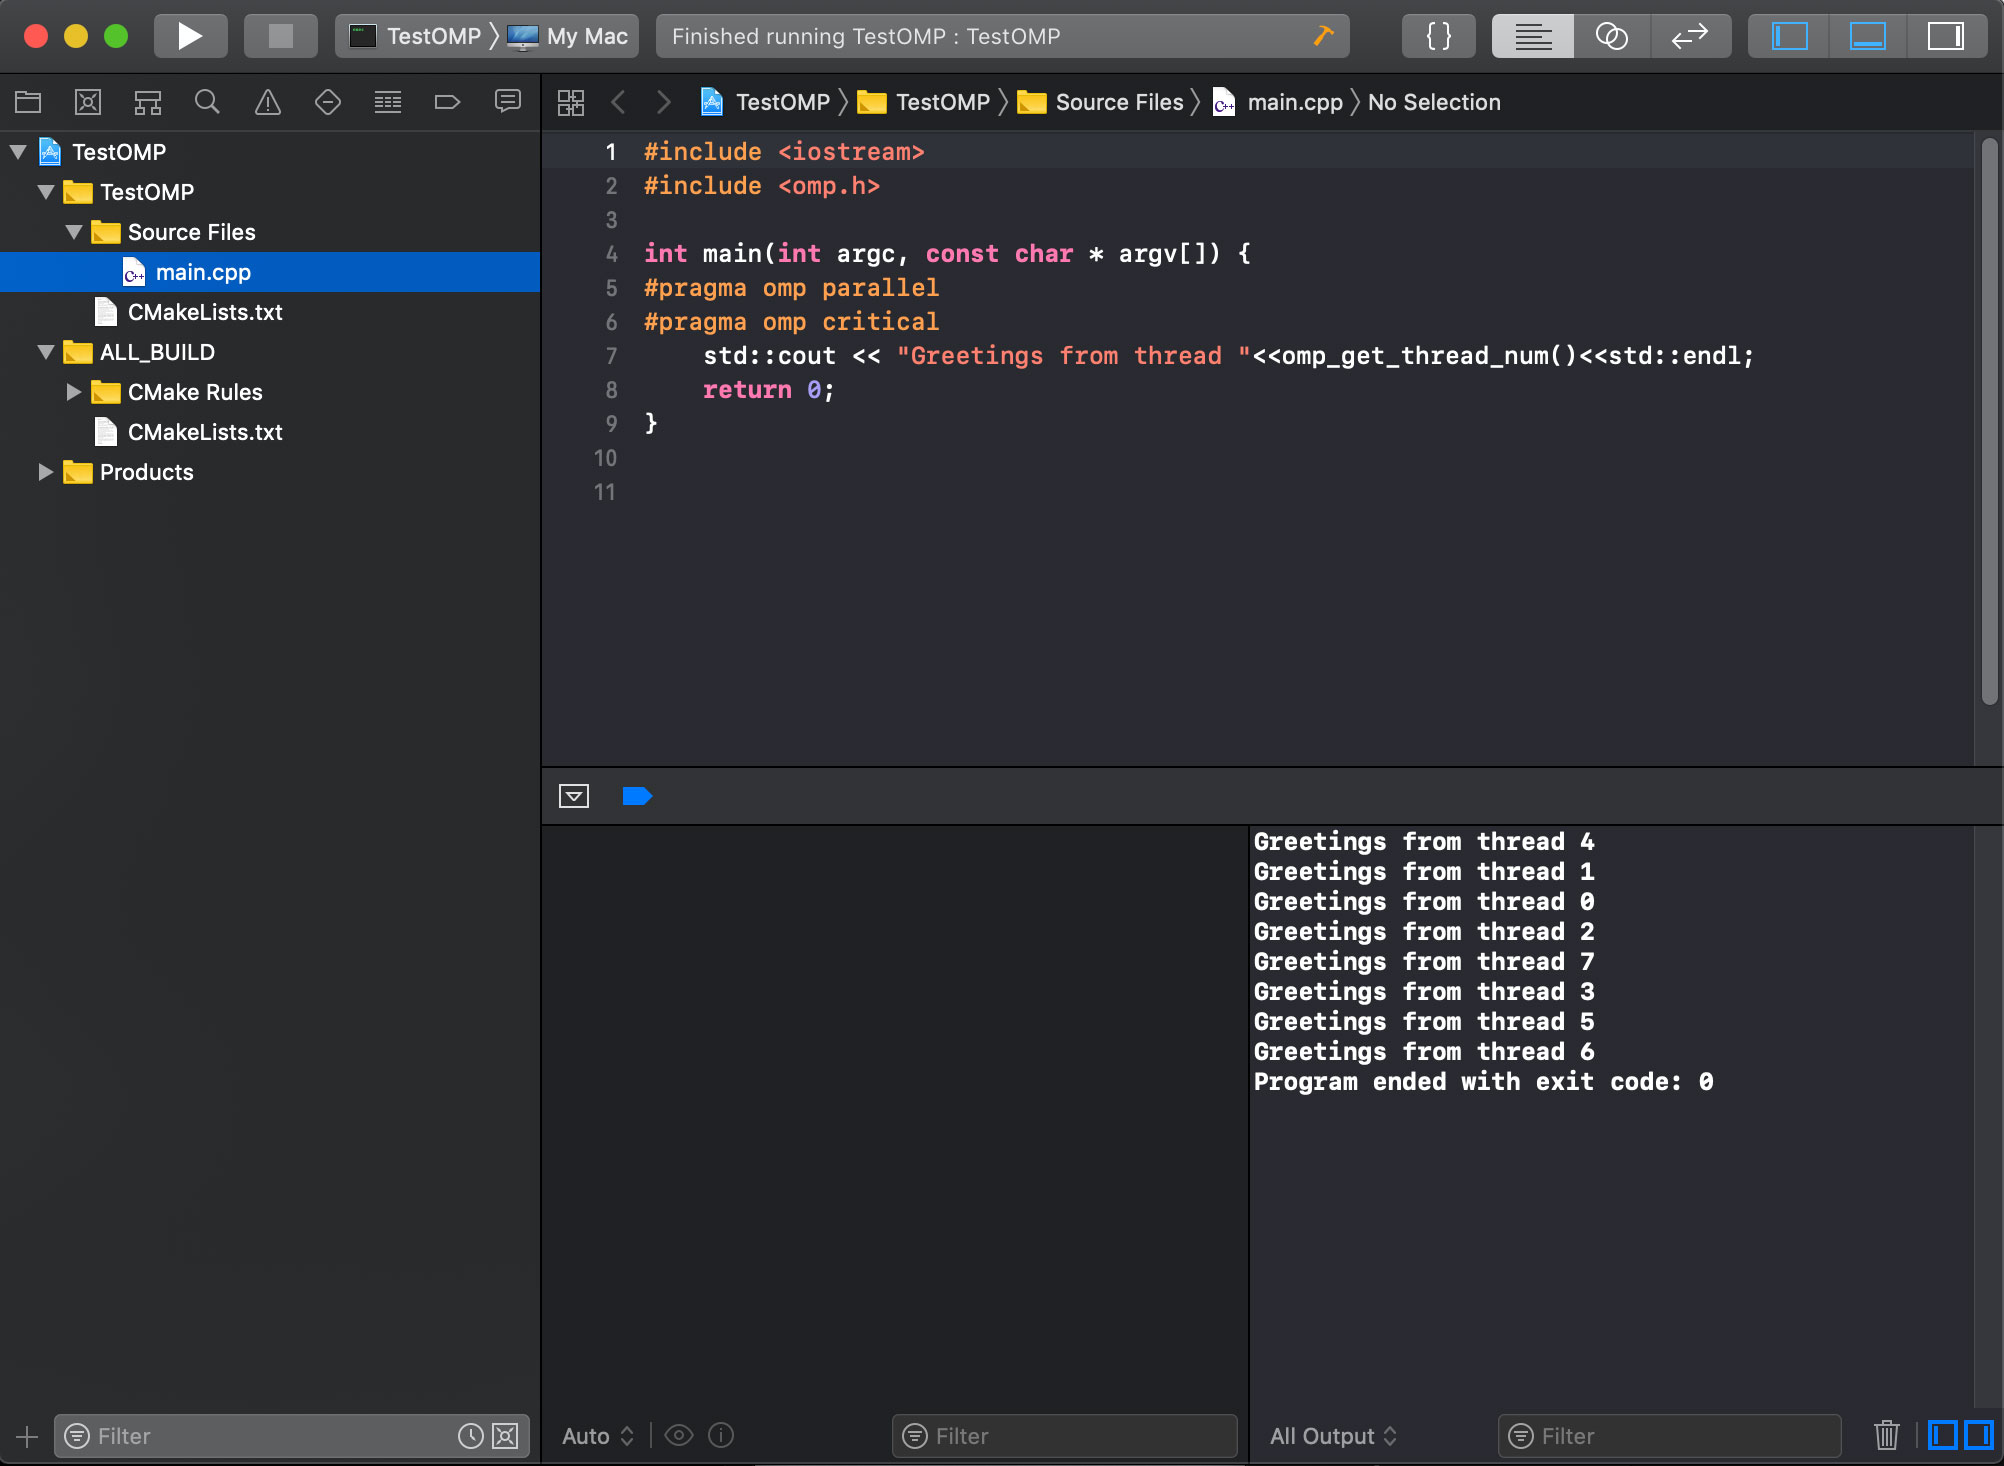 TestOMP My Mac
Finished running TestOMP : TestOMP
{}
TestOMP
TestOMP
Source Files
main.cpp
CMakeLists.txt
ALL_BUILD
CMake Rules
CMakeLists.txt
Products
Filter
TestOMP TestOMP Source Files main.cpp No Selection
1 #include <iostream>
2 #include <omp.h>
3
4 int main(int argc, const char * argv[]) {
5 #pragma omp parallel
6 #pragma omp critical
7 std::cout << "Greetings from thread "<<omp_get_thread_num()<<std::endl;
8 return 0;
9 }
10
11
Auto
Filter
Greetings from thread 4
Greetings from thread 1
Greetings from thread 0
Greetings from thread 2
Greetings from thread 7
Greetings from thread 3
Greetings from thread 5
Greetings from thread 6
Program ended with exit code: 0
All Output
Filter